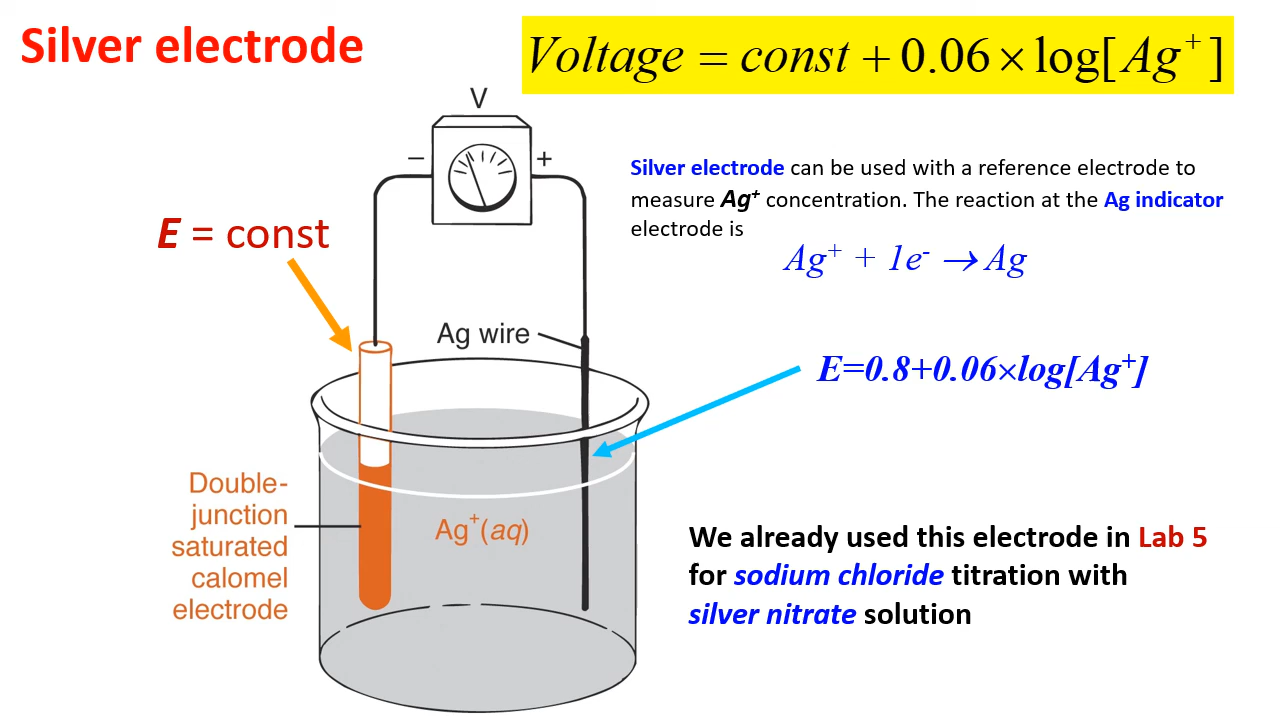 Silver electrode
Voltage = const + 0.06 × log[Ag⁺]
V
− +
Silver electrode can be used with a reference electrode to
measure Ag⁺ concentration. The reaction at the Ag indicator
electrode is
Ag⁺ + 1e⁻ → Ag
E = const
Ag wire
E=0.8+0.06×log[Ag⁺]
Double-
junction
saturated
calomel
electrode
Ag⁺(aq)
We already used this electrode in Lab 5
for sodium chloride titration with
silver nitrate solution